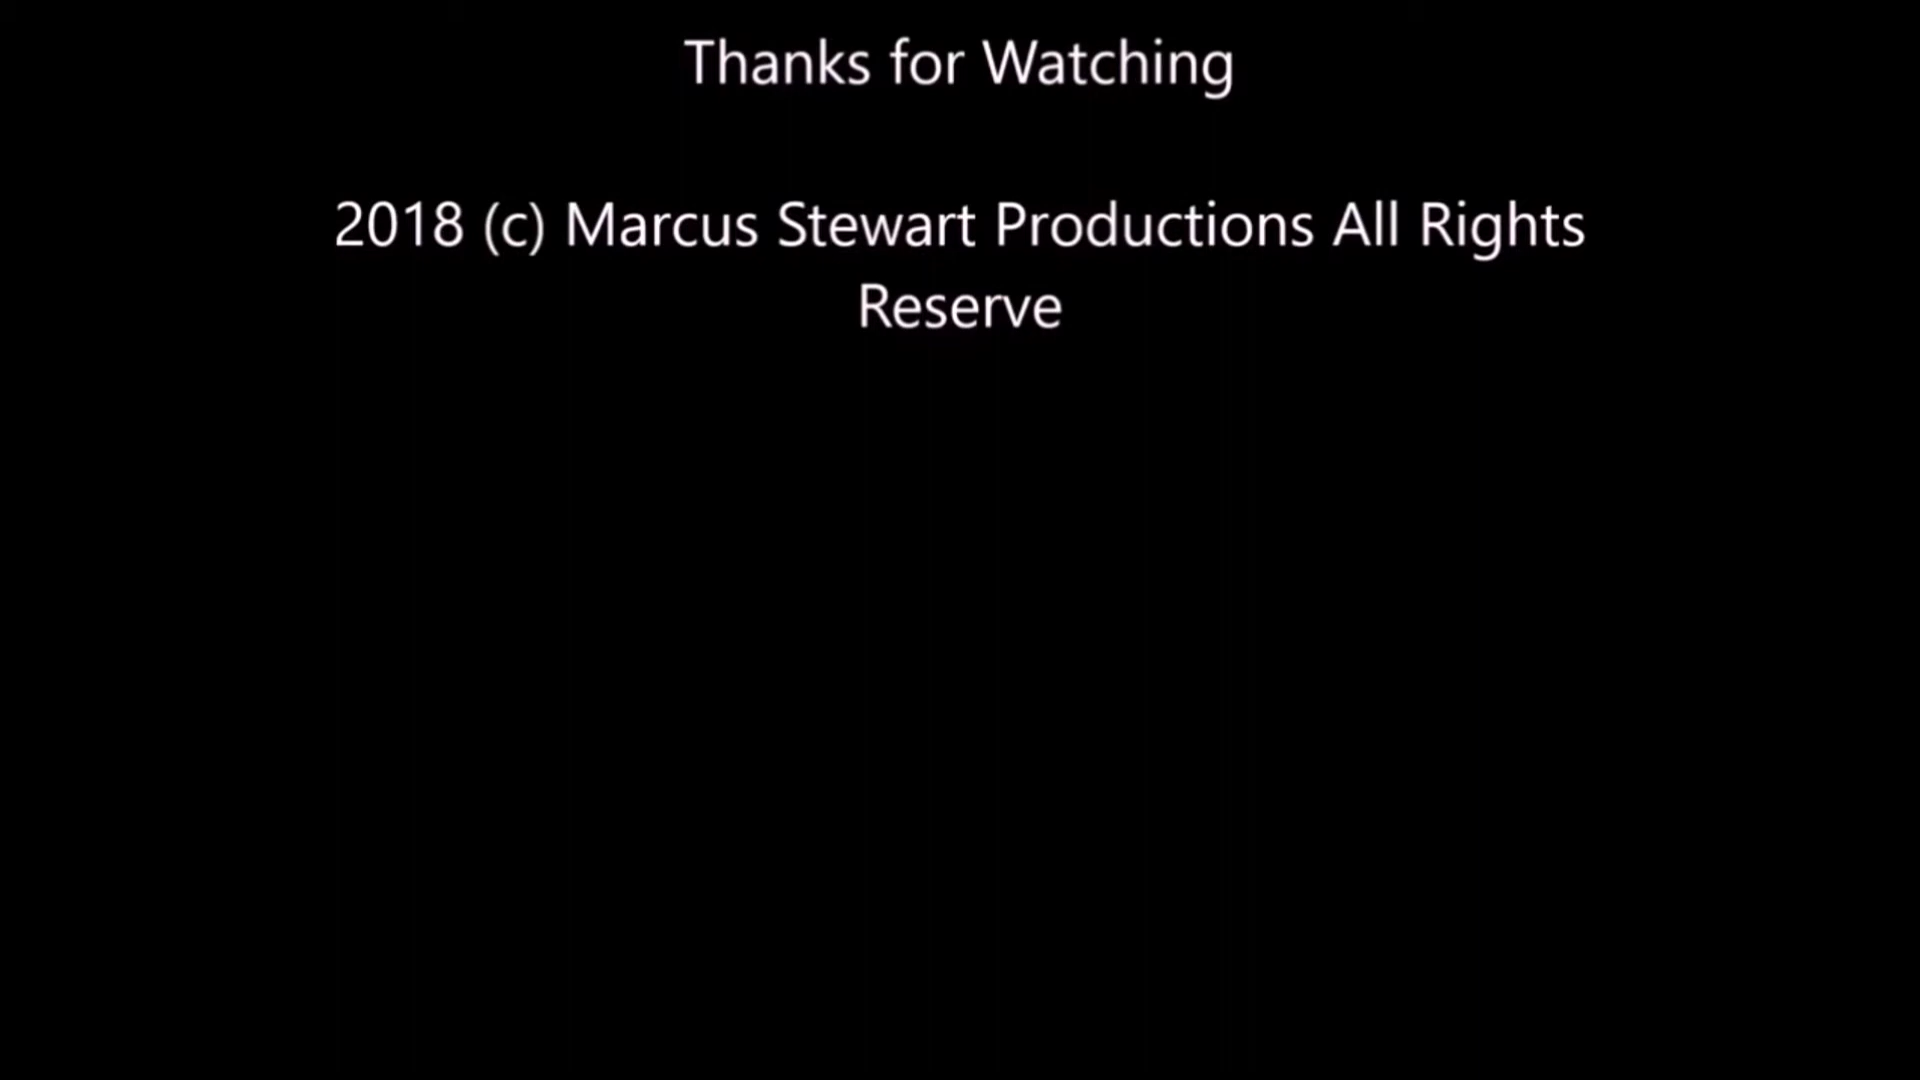 Thanks for Watching
2018 (c) Marcus Stewart Productions All Rights
Reserve